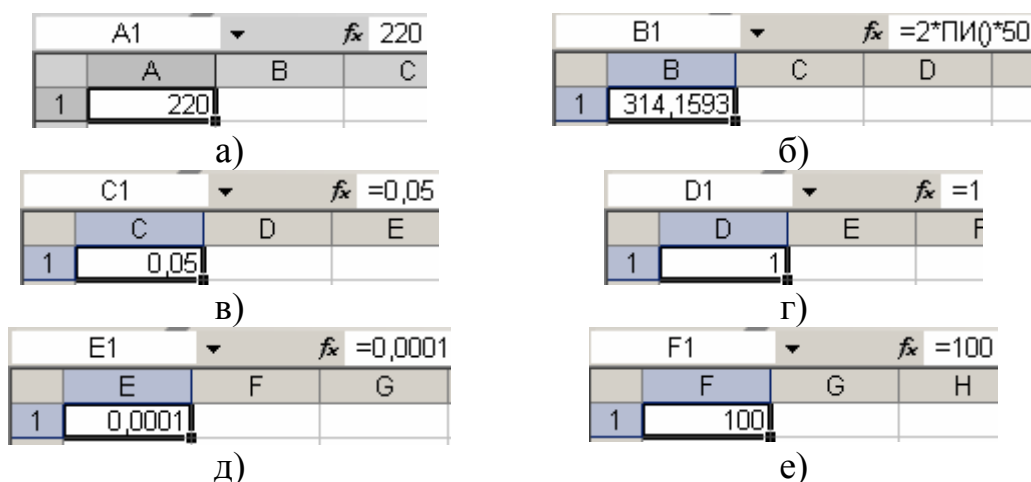 A1 fx 220
A B C
1 220
а)
B1 fx =2*ПИ()*50
B C D
1 314,1593
б)
C1 fx =0,05
C D E
1 0,05
в)
D1 fx =1
D E F
1 1
г)
E1 fx =0,0001
E F G
1 0,0001
д)
F1 fx =100
F G H
1 100
е)